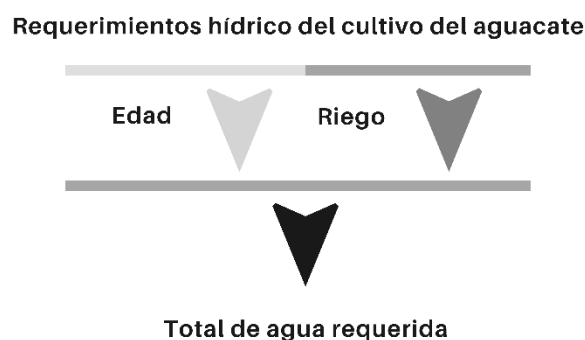 Requerimientos hídrico del cultivo del aguacate
Edad
Riego
Total de agua requerida